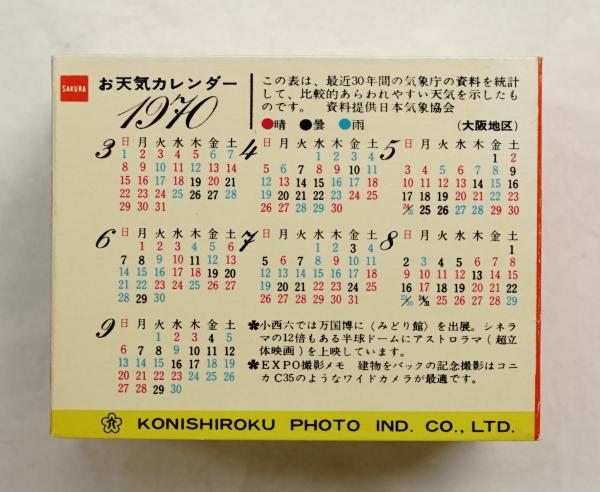 SAKURA
お天気カレンダー
1970
この表は、最近30年間の気象庁の資料を統計
して、比較的あらわれやすい天気を示したも
のです。 資料提供日本気象協会
●晴 ●曇 ●雨 (大阪地区)
3
日 月 火 水 木 金 土
1 2 3 4 5 6 7
8 9 10 11 12 13 14
15 16 17 18 19 20 21
22 23 24 25 26 27 28
29 30 31
4
日 月 火 水 木 金 土
1 2 3 4
5 6 7 8 9 10 11
12 13 14 15 16 17 18
19 20 21 22 23 24 25
26 27 28 29 30
5
日 月 火 水 木 金 土
1 2
3 4 5 6 7 8 9
10 11 12 13 14 15 16
17 18 19 20 21 22 23
24/31 25 26 27 28 29 30
6
日 月 火 水 木 金 土
1 2 3 4 5 6
7 8 9 10 11 12 13
14 15 16 17 18 19 20
21 22 23 24 25 26 27
28 29 30
7
日 月 火 水 木 金 土
1 2 3 4
5 6 7 8 9 10 11
12 13 14 15 16 17 18
19 20 21 22 23 24 25
26 27 28 29 30 31
8
日 月 火 水 木 金 土
1
2 3 4 5 6 7 8
9 10 11 12 13 14 15
16 17 18 19 20 21 22
23/30 24/31 25 26 27 28 29
9
日 月 火 水 木 金 土
1 2 3 4 5
6 7 8 9 10 11 12
13 14 15 16 17 18 19
20 21 22 23 24 25 26
27 28 29 30
✽小西六では万国博に〈みどり館〉を出展。シネラ
マの12倍もある半球ドームにアストロラマ(超立
体映画)を上映しています。
✽EXPO撮影メモ 建物をバックの記念撮影はコニ
カC35のようなワイドカメラが最適です。
KONISHIROKU PHOTO IND. CO., LTD.